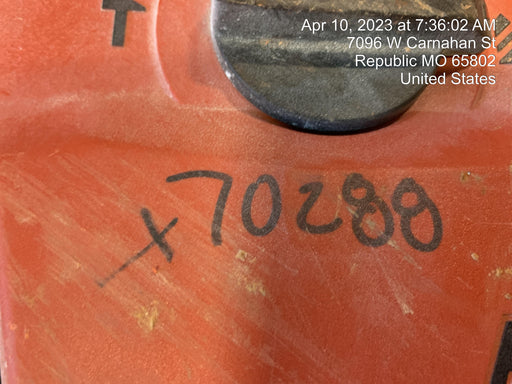 Apr 10, 2023 at 7:36:02 AM
7096 W Carnahan St
Republic MO 65802
United States
x70288